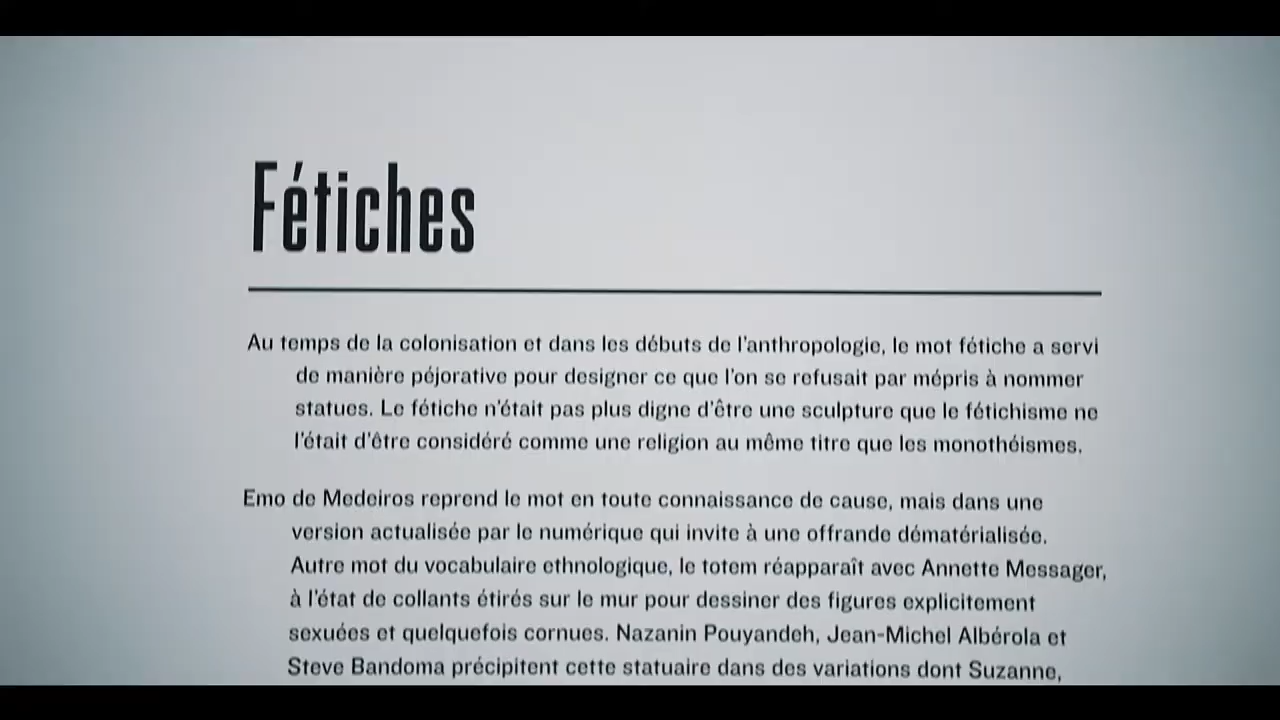 Fétiches
Au temps de la colonisation et dans les débuts de l'anthropologie, le mot fétiche a servi
de manière péjorative pour designer ce que l'on se refusait par mépris à nommer
statues. Le fétiche n'était pas plus digne d'être une sculpture que le fétichisme ne
l'était d'être considéré comme une religion au même titre que les monothéismes.
Emo de Medeiros reprend le mot en toute connaissance de cause, mais dans une
version actualisée par le numérique qui invite à une offrande dématérialisée.
Autre mot du vocabulaire ethnologique, le totem réapparaît avec Annette Messager,
à l'état de collants étirés sur le mur pour dessiner des figures explicitement
sexuées et quelquefois cornues. Nazanin Pouyandeh, Jean-Michel Albérola et
Steve Bandoma précipitent cette statuaire dans des variations dont Suzanne,